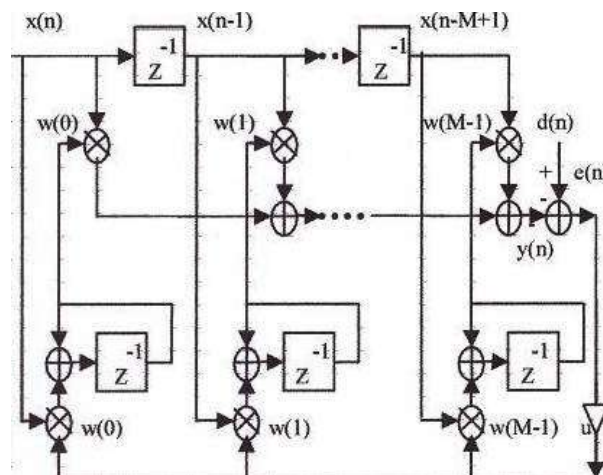 x(n) x(n-1) x(n-M+1)
-1 -1
Z Z
w(0) w(1) w(M-1) d(n)
+ e(n
-
y(n)
-1 -1 -1
Z Z Z
w(0) w(1) w(M-1) u